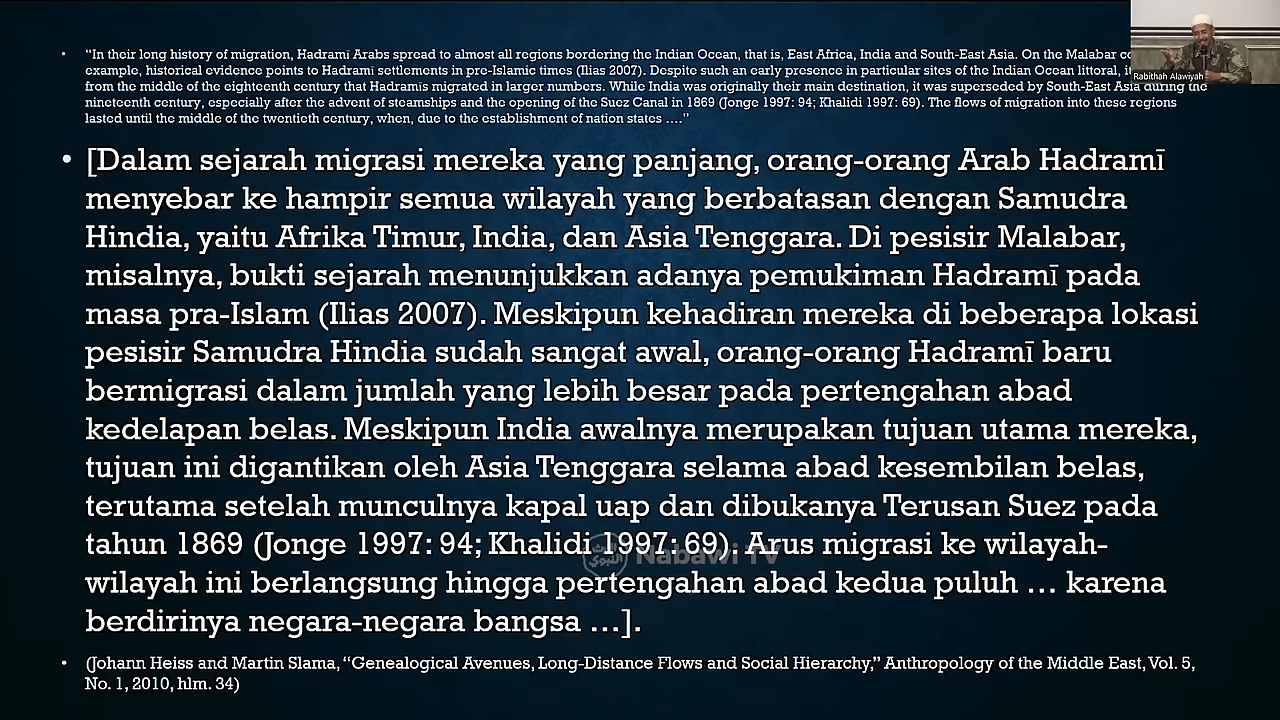 “In their long history of migration, Hadramī Arabs spread to almost all regions bordering the Indian Ocean, that is, East Africa, India and South-East Asia. On the Malabar
example, historical evidence points to Hadramī settlements in pre-Islamic times (Ilias 2007). Despite such an early presence in particular sites of the Indian Ocean littoral,
from the middle of the eighteenth century that Hadramīs migrated in larger numbers. While India was originally their main destination, it was superseded by South-East Asia during the
nineteenth century, especially after the advent of steamships and the opening of the Suez Canal in 1869 (Jonge 1997: 94; Khalidi 1997: 69). The flows of migration into these regions
lasted until the middle of the twentieth century, when, due to the establishment of nation states ….”
[Dalam sejarah migrasi mereka yang panjang, orang-orang Arab Hadramī
menyebar ke hampir semua wilayah yang berbatasan dengan Samudra
Hindia, yaitu Afrika Timur, India, dan Asia Tenggara. Di pesisir Malabar,
misalnya, bukti sejarah menunjukkan adanya pemukiman Hadramī pada
masa pra-Islam (Ilias 2007). Meskipun kehadiran mereka di beberapa lokasi
pesisir Samudra Hindia sudah sangat awal, orang-orang Hadramī baru
bermigrasi dalam jumlah yang lebih besar pada pertengahan abad
kedelapan belas. Meskipun India awalnya merupakan tujuan utama mereka,
tujuan ini digantikan oleh Asia Tenggara selama abad kesembilan belas,
terutama setelah munculnya kapal uap dan dibukanya Terusan Suez pada
tahun 1869 (Jonge 1997: 94; Khalidi 1997: 69). Arus migrasi ke wilayah-
wilayah ini berlangsung hingga pertengahan abad kedua puluh … karena
berdirinya negara-negara bangsa …].
(Johann Heiss and Martin Slama, “Genealogical Avenues, Long-Distance Flows and Social Hierarchy,” Anthropology of the Middle East, Vol. 5,
No. 1, 2010, hlm. 34)
Rabithah Alawiyah
Nabawi TV